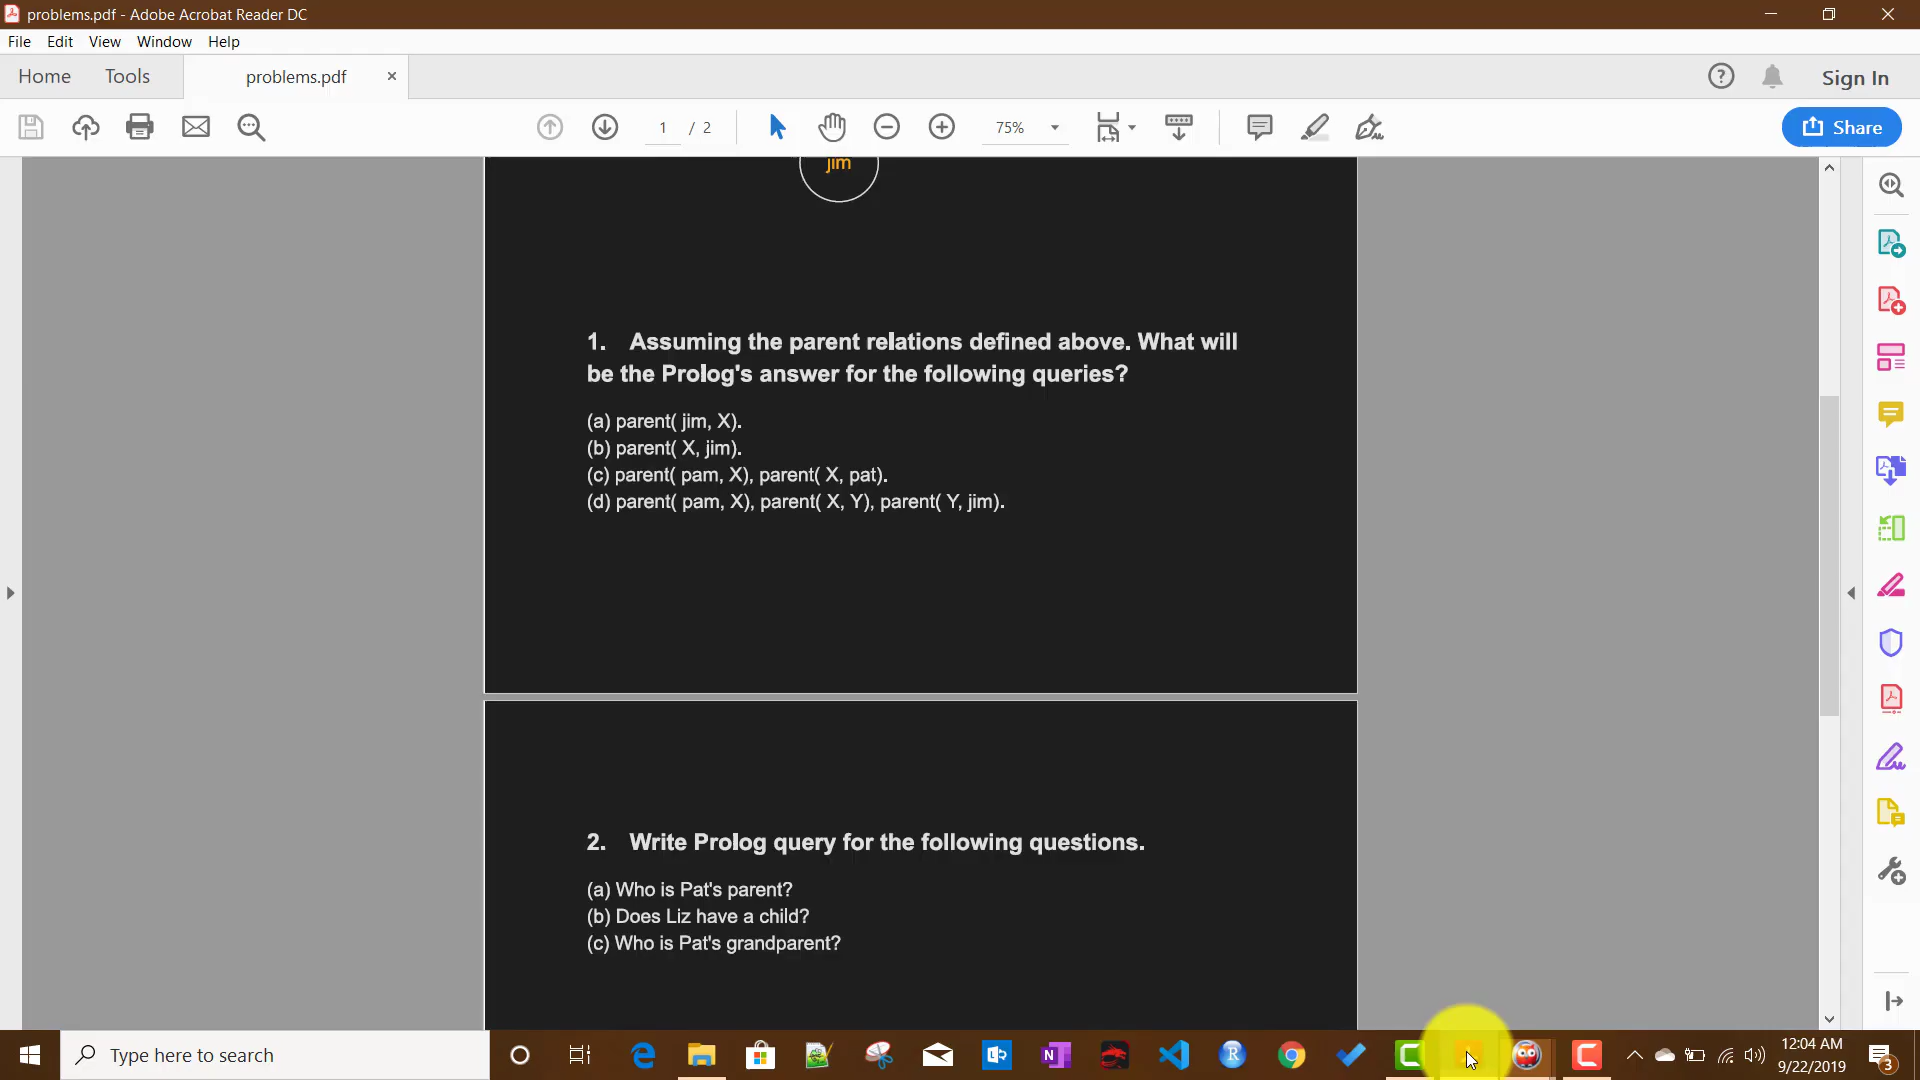 problems.pdf - Adobe Acrobat Reader DC
File Edit View Window Help
Home Tools problems.pdf × Sign In
1 / 2 75% Share
jim
1. Assuming the parent relations defined above. What will
be the Prolog's answer for the following queries?
(a) parent( jim, X).
(b) parent( X, jim).
(c) parent( pam, X), parent( X, pat).
(d) parent( pam, X), parent( X, Y), parent( Y, jim).
2. Write Prolog query for the following questions.
(a) Who is Pat's parent?
(b) Does Liz have a child?
(c) Who is Pat's grandparent?
Type here to search
12:04 AM
9/22/2019
3